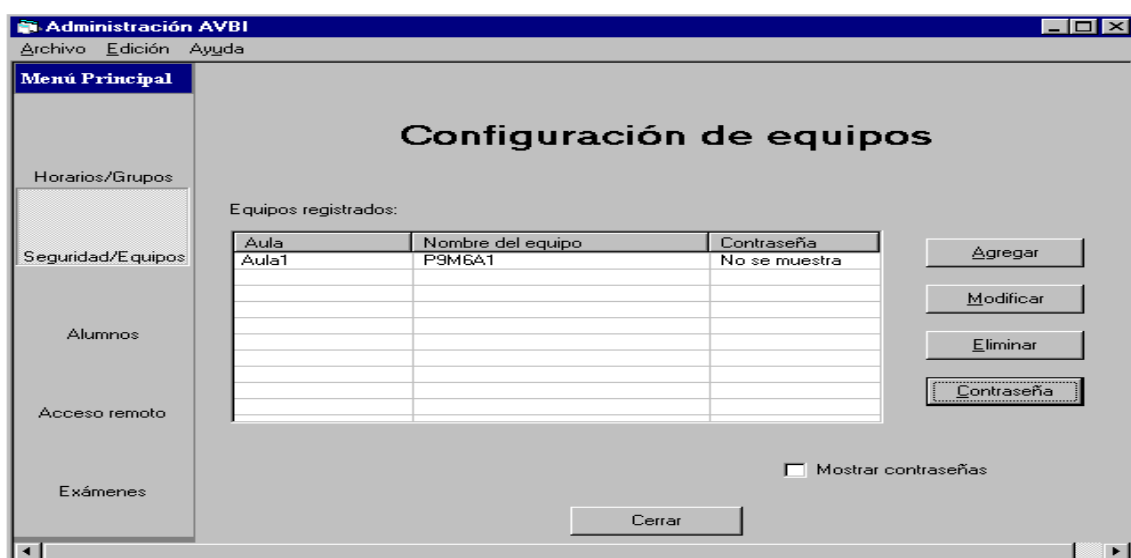 Administración AVBI
Archivo Edición Ayuda
Menú Principal
Configuración de equipos
Horarios/Grupos
Equipos registrados:
Aula Nombre del equipo Contraseña
Aula1 P9M6A1 No se muestra
Seguridad/Equipos
Agregar
Modificar
Alumnos
Eliminar
Contraseña
Acceso remoto
Mostrar contraseñas
Exámenes
Cerrar